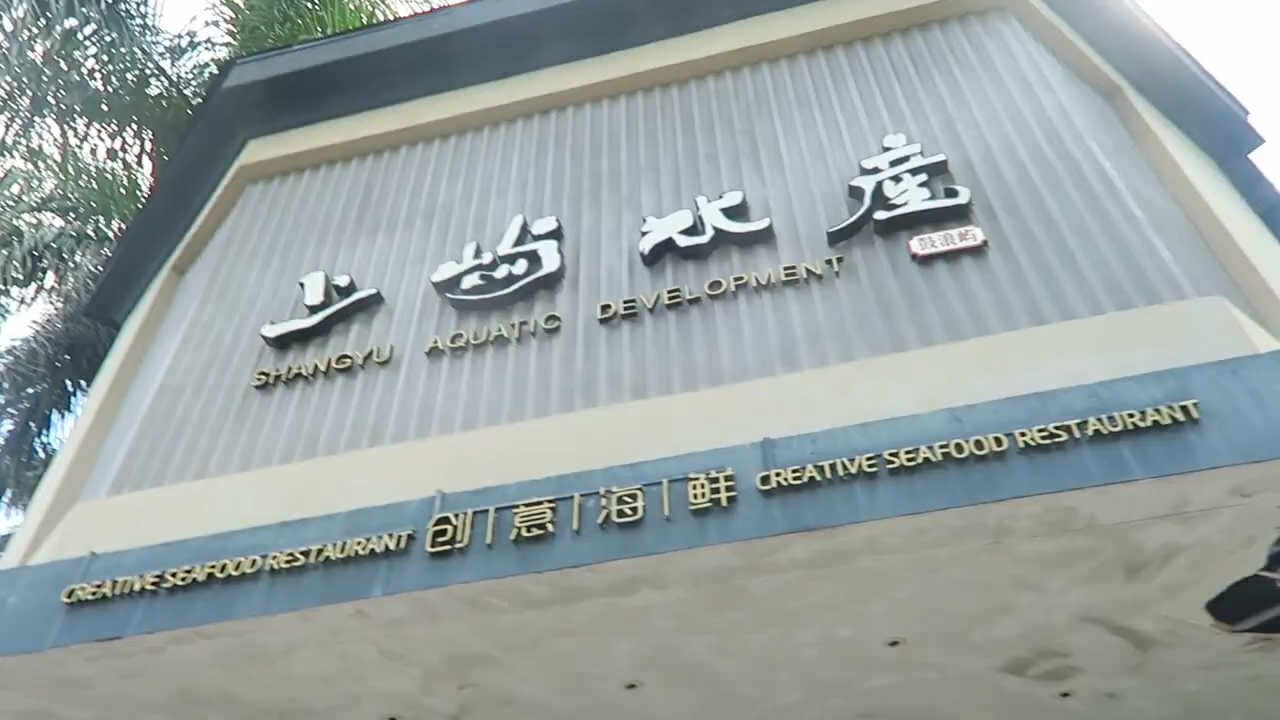 上屿水産
鼓浪屿
SHANGYU AQUATIC DEVELOPMENT
CREATIVE SEAFOOD RESTAURANT 创|意|海|鲜 CREATIVE SEAFOOD RESTAURANT